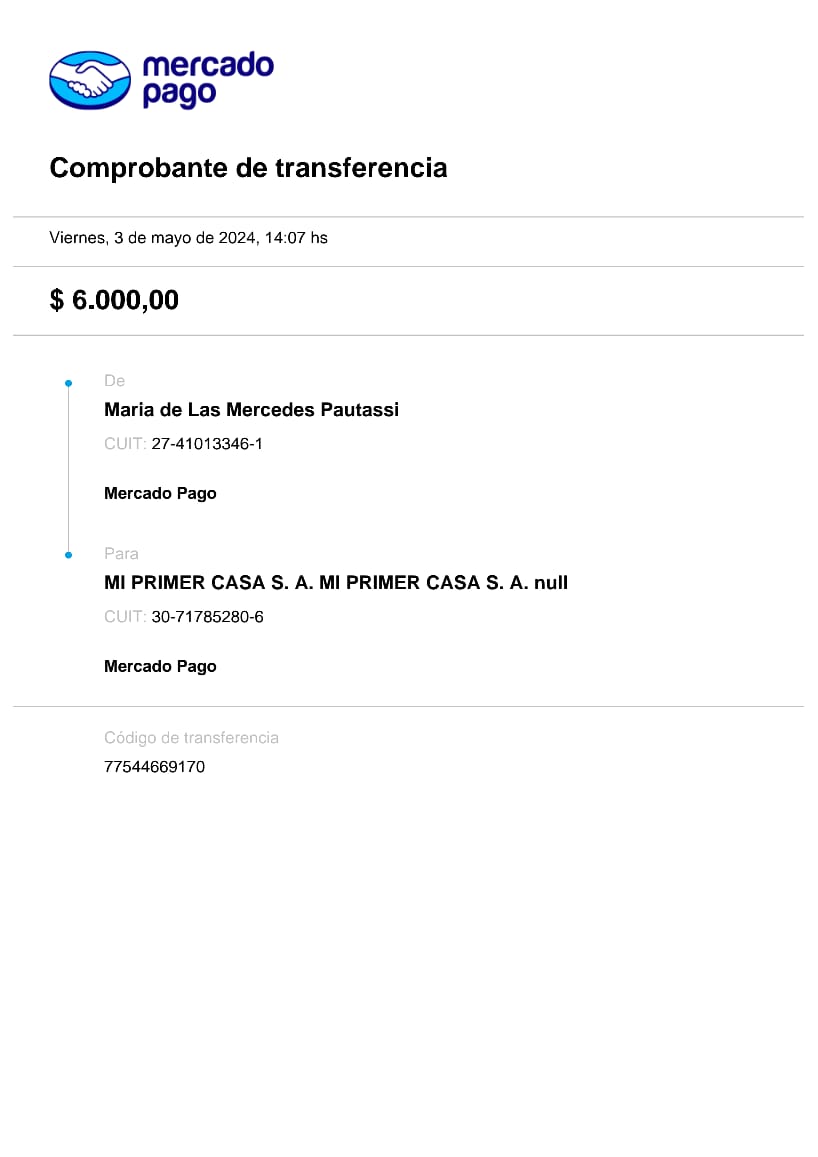 mercado
pago
Comprobante de transferencia
Viernes, 3 de mayo de 2024, 14:07 hs
$ 6.000,00
De
Maria de Las Mercedes Pautassi
CUIT: 27-41013346-1
Mercado Pago
Para
MI PRIMER CASA S. A. MI PRIMER CASA S. A. null
CUIT: 30-71785280-6
Mercado Pago
Código de transferencia
77544669170